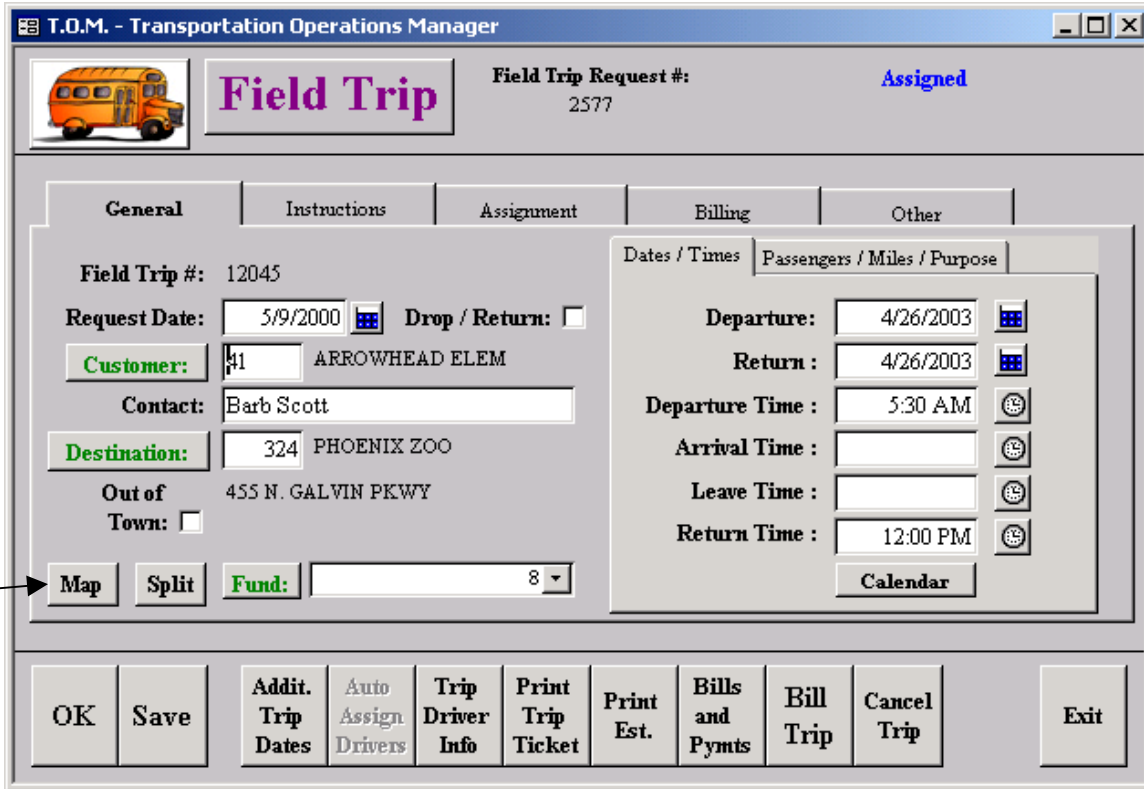 T.O.M. - Transportation Operations Manager
Field Trip
Field Trip Request #:
2577
Assigned
General
Instructions
Assignment
Billing
Other
Field Trip #: 12045
Request Date: 5/9/2000 Drop / Return:
Customer: 41 ARROWHEAD ELEM
Contact: Barb Scott
Destination: 324 PHOENIX ZOO
Out of
Town:
455 N. GALVIN PKWY
Map
Split
Fund: 8
Dates / Times
Passengers / Miles / Purpose
Departure: 4/26/2003
Return : 4/26/2003
Departure Time : 5:30 AM
Arrival Time :
Leave Time :
Return Time : 12:00 PM
Calendar
OK
Save
Addit.
Trip
Dates
Auto
Assign
Drivers
Trip
Driver
Info
Print
Trip
Ticket
Print
Est.
Bills
and
Pymts
Bill
Trip
Cancel
Trip
Exit